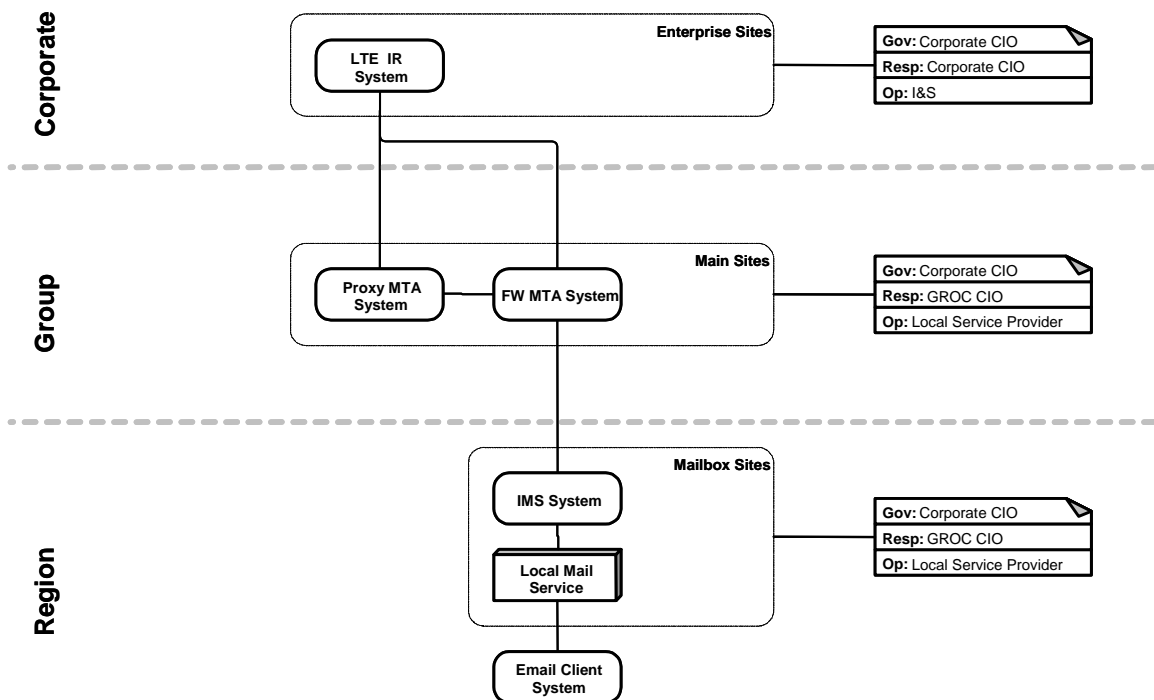 Corporate
Enterprise Sites
LTE IR
System
Gov: Corporate CIO
Resp: Corporate CIO
Op: I&S
Group
Main Sites
Proxy MTA
System
FW MTA System
Gov: Corporate CIO
Resp: GROC CIO
Op: Local Service Provider
Region
Mailbox Sites
IMS System
Local Mail
Service
Email Client
System
Gov: Corporate CIO
Resp: GROC CIO
Op: Local Service Provider